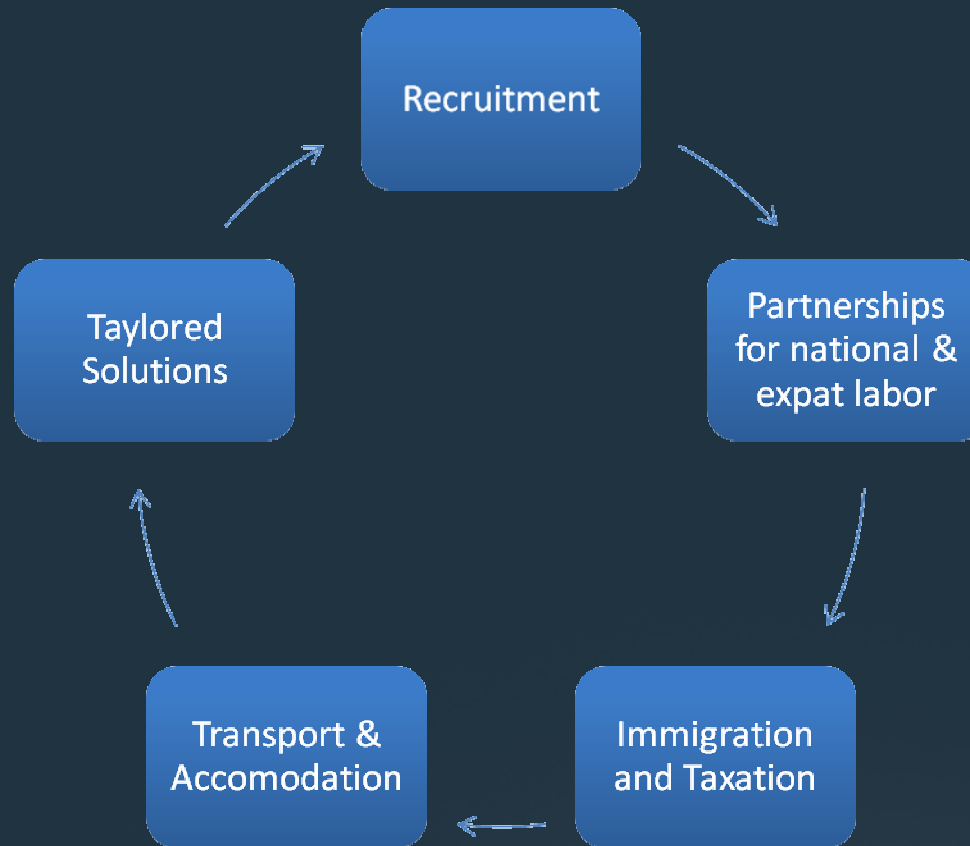 Recruitment
Partnerships
for national &
expat labor
Immigration
and Taxation
Transport &
Accomodation
Taylored
Solutions